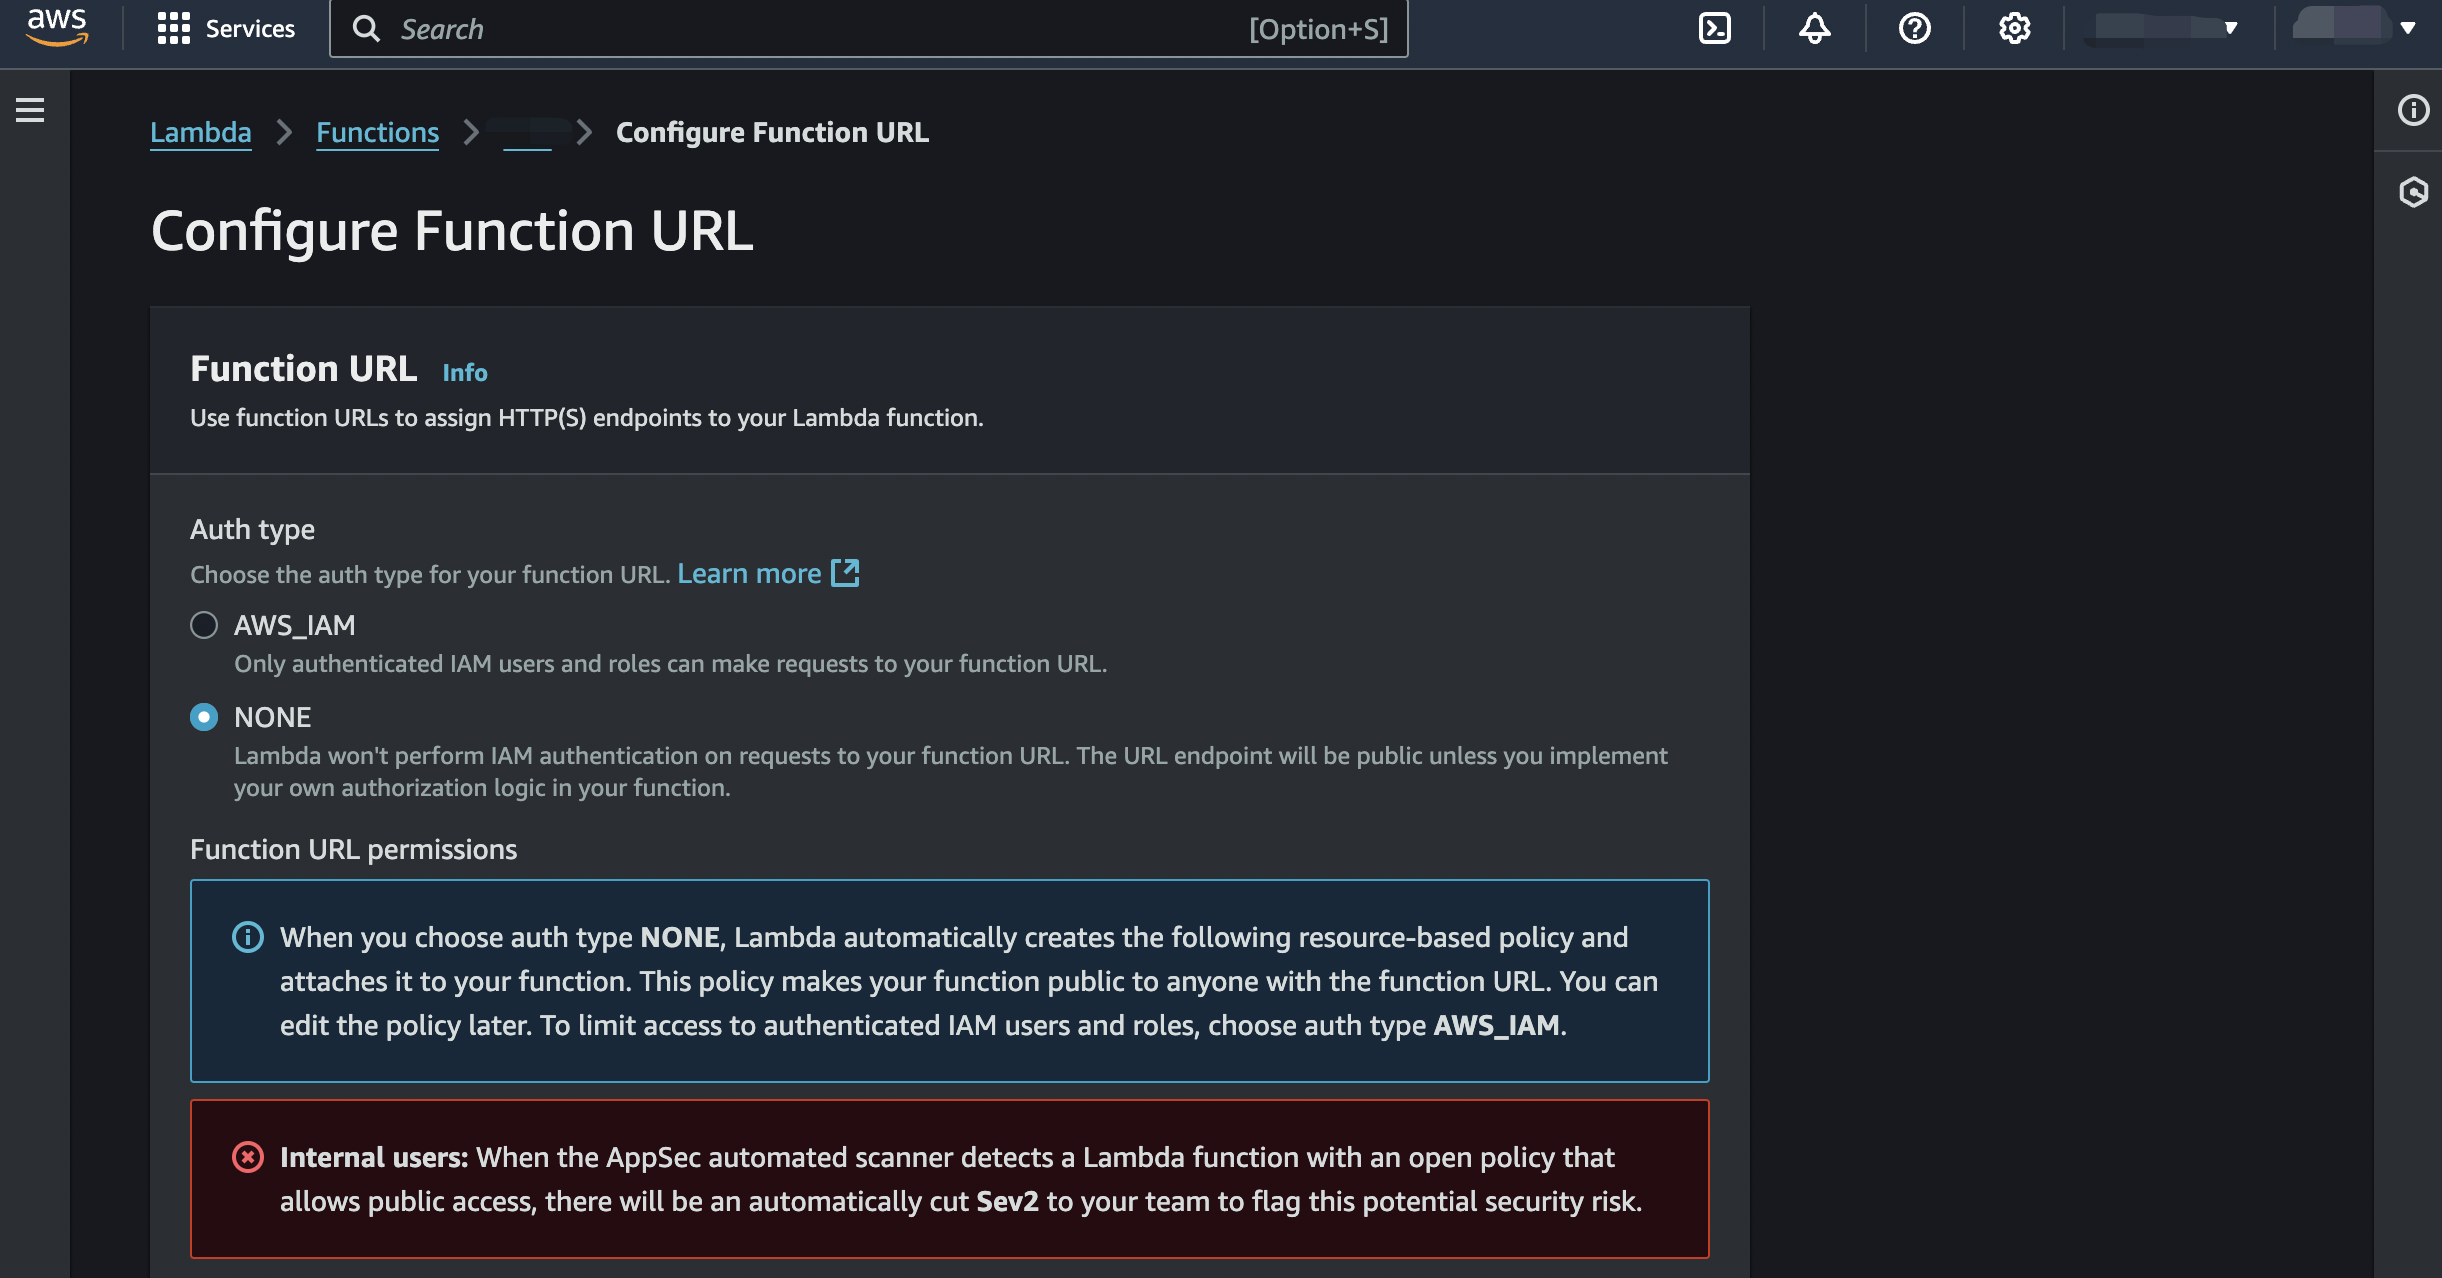 aws
Services
Search
[Option+S]
Lambda
Functions
Configure Function URL
Configure Function URL
Function URL Info
Use function URLs to assign HTTP(S) endpoints to your Lambda function.
Auth type
Choose the auth type for your function URL. Learn more
AWS_IAM
Only authenticated IAM users and roles can make requests to your function URL.
NONE
Lambda won't perform IAM authentication on requests to your function URL. The URL endpoint will be public unless you implement
your own authorization logic in your function.
Function URL permissions
When you choose auth type NONE, Lambda automatically creates the following resource-based policy and
attaches it to your function. This policy makes your function public to anyone with the function URL. You can
edit the policy later. To limit access to authenticated IAM users and roles, choose auth type AWS_IAM.
Internal users: When the AppSec automated scanner detects a Lambda function with an open policy that
allows public access, there will be an automatically cut Sev2 to your team to flag this potential security risk.